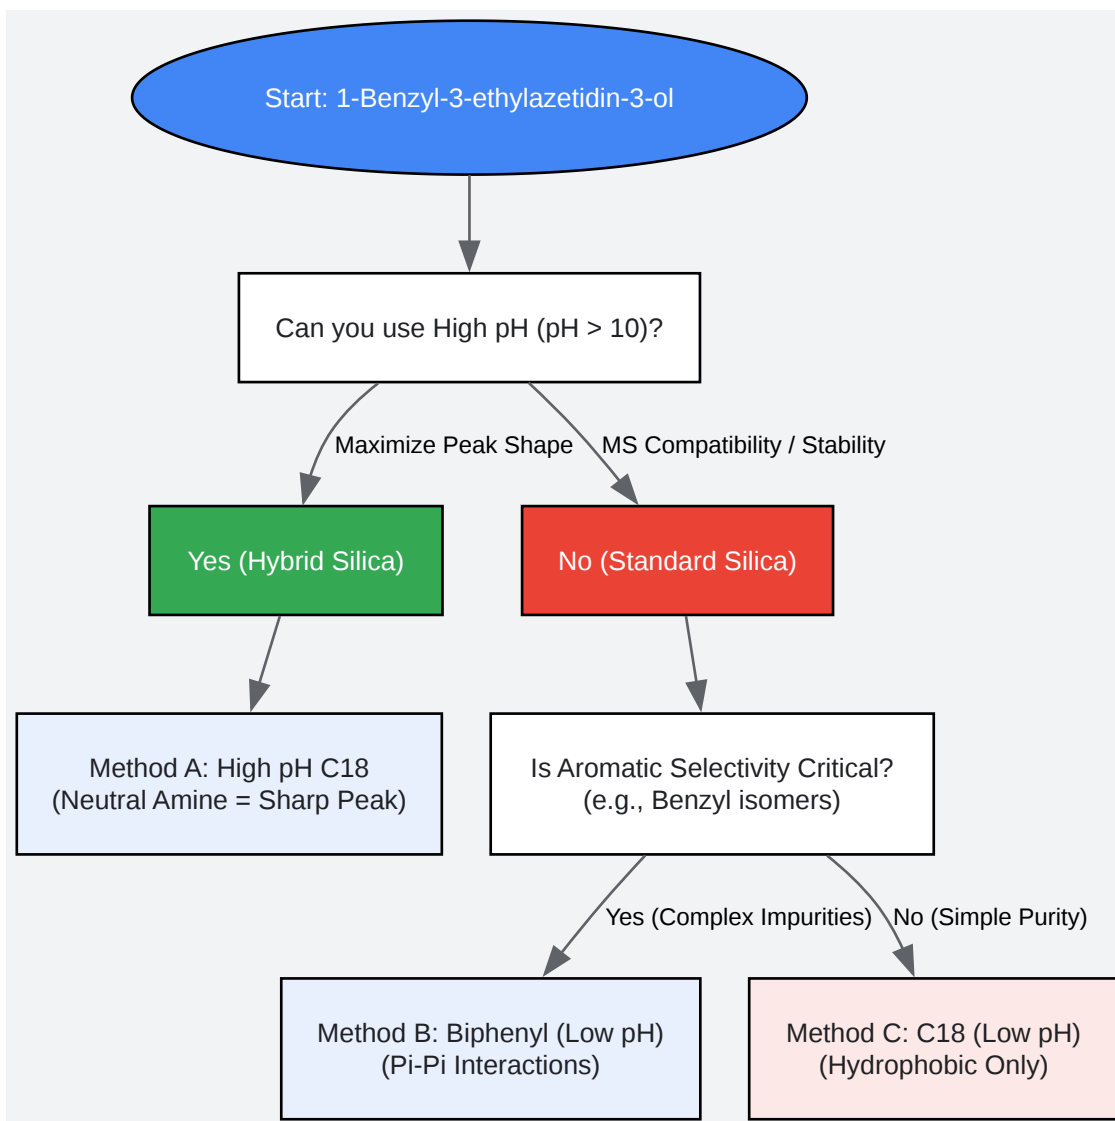 Start: 1-Benzyl-3-ethylazetidin-3-ol
Can you use High pH (pH > 10)?
Maximize Peak Shape
MS Compatibility / Stability
Yes (Hybrid Silica)
No (Standard Silica)
Method A: High pH C18
(Neutral Amine = Sharp Peak)
Is Aromatic Selectivity Critical?
(e.g., Benzyl isomers)
Yes (Complex Impurities)
No (Simple Purity)
Method B: Biphenyl (Low pH)
(Pi-Pi Interactions)
Method C: C18 (Low pH)
(Hydrophobic Only)